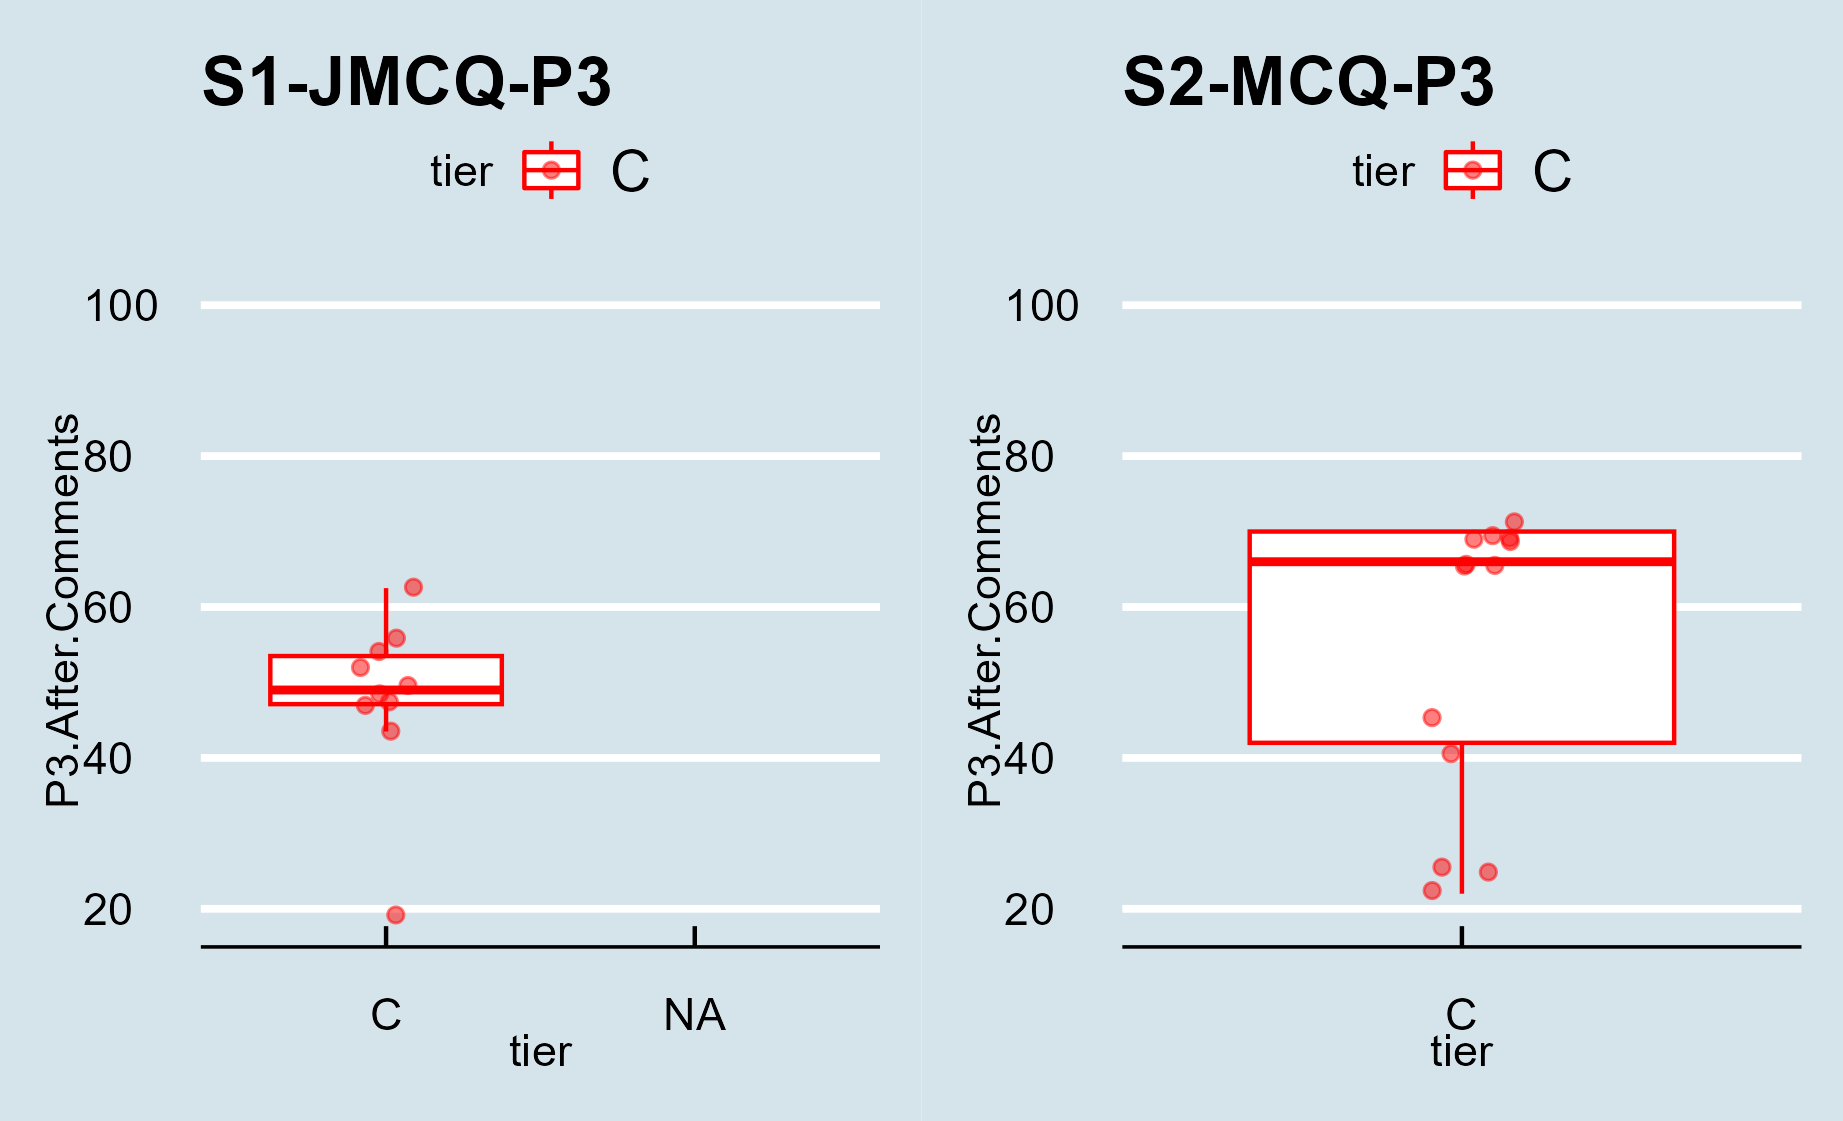 S1-JMCQ-P3
tier C
P3.After.Comments
100
80
60
40
20
C NA
tier
S2-MCQ-P3
tier C
P3.After.Comments
100
80
60
40
20
C
tier